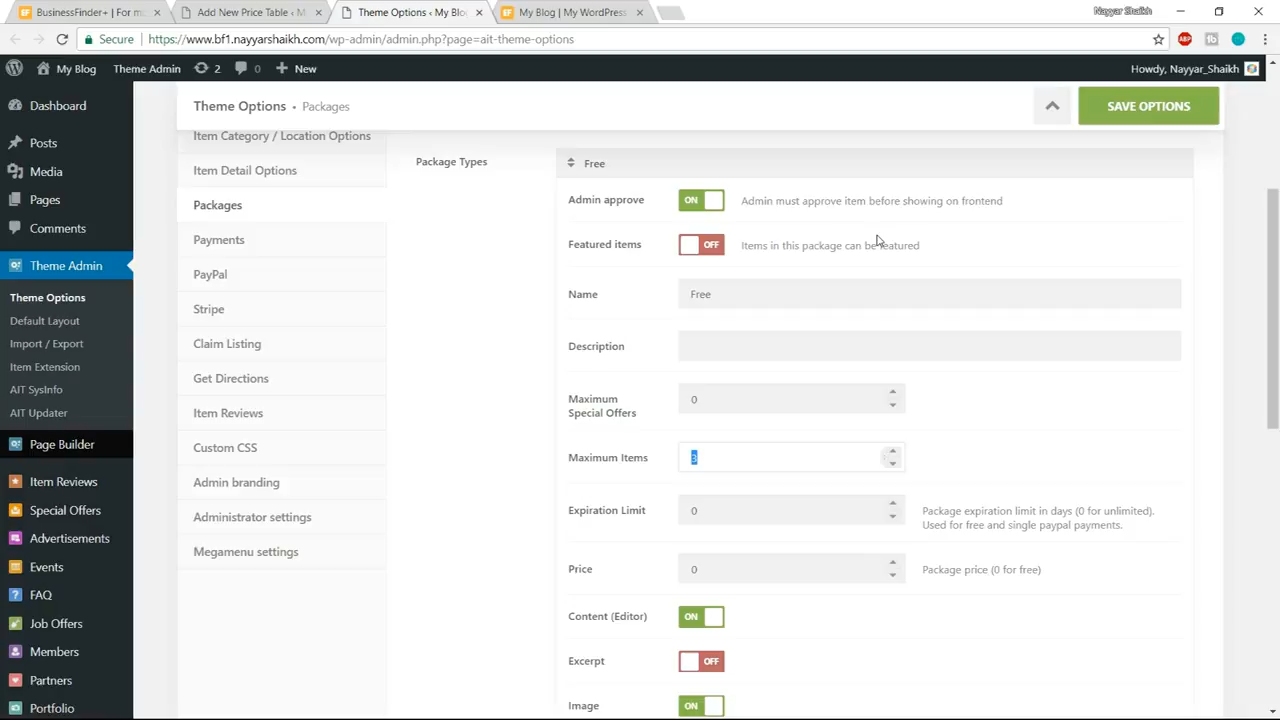 BusinessFinder+ | For m
Add New Price Table ‹ M
Theme Options ‹ My Blo
My Blog | My WordPress
Nayyar Shaikh
Secure
https://www.bf1.nayyarshaikh.com/wp-admin/admin.php?page=ait-theme-options
ABP
My Blog
Theme Admin
2
0
New
Howdy, Nayyar_Shaikh
Dashboard
Posts
Media
Pages
Comments
Theme Admin
Theme Options
Default Layout
Import / Export
Item Extension
AIT SysInfo
AIT Updater
Page Builder
Item Reviews
Special Offers
Advertisements
Events
FAQ
Job Offers
Members
Partners
Portfolio
Theme Options • Packages
SAVE OPTIONS
Item Category / Location Options
Item Detail Options
Packages
Payments
PayPal
Stripe
Claim Listing
Get Directions
Item Reviews
Custom CSS
Admin branding
Administrator settings
Megamenu settings
Package Types
Free
Admin approve
ON
Admin must approve item before showing on frontend
Featured items
OFF
Items in this package can be featured
Name
Free
Description
Maximum
Special Offers
0
Maximum Items
3
Expiration Limit
0
Package expiration limit in days (0 for unlimited).
Used for free and single paypal payments.
Price
0
Package price (0 for free)
Content (Editor)
ON
Excerpt
OFF
Image
ON